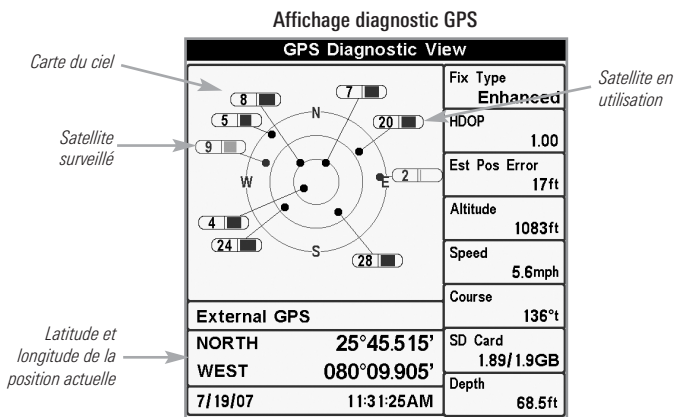 Affichage diagnostic GPS
GPS Diagnostic View
Carte du ciel
Satellite surveillé
Latitude et
longitude de la
position actuelle
Satellite en
utilisation
8
7
5
20
9
2
4
24
28
N
W
E
S
Fix Type
Enhanced
HDOP
1.00
Est Pos Error
17ft
Altitude
1083ft
Speed
5.6mph
Course
136°t
SD Card
1.89/1.9GB
Depth
68.5ft
External GPS
NORTH 25°45.515'
WEST 080°09.905'
7/19/07 11:31:25AM